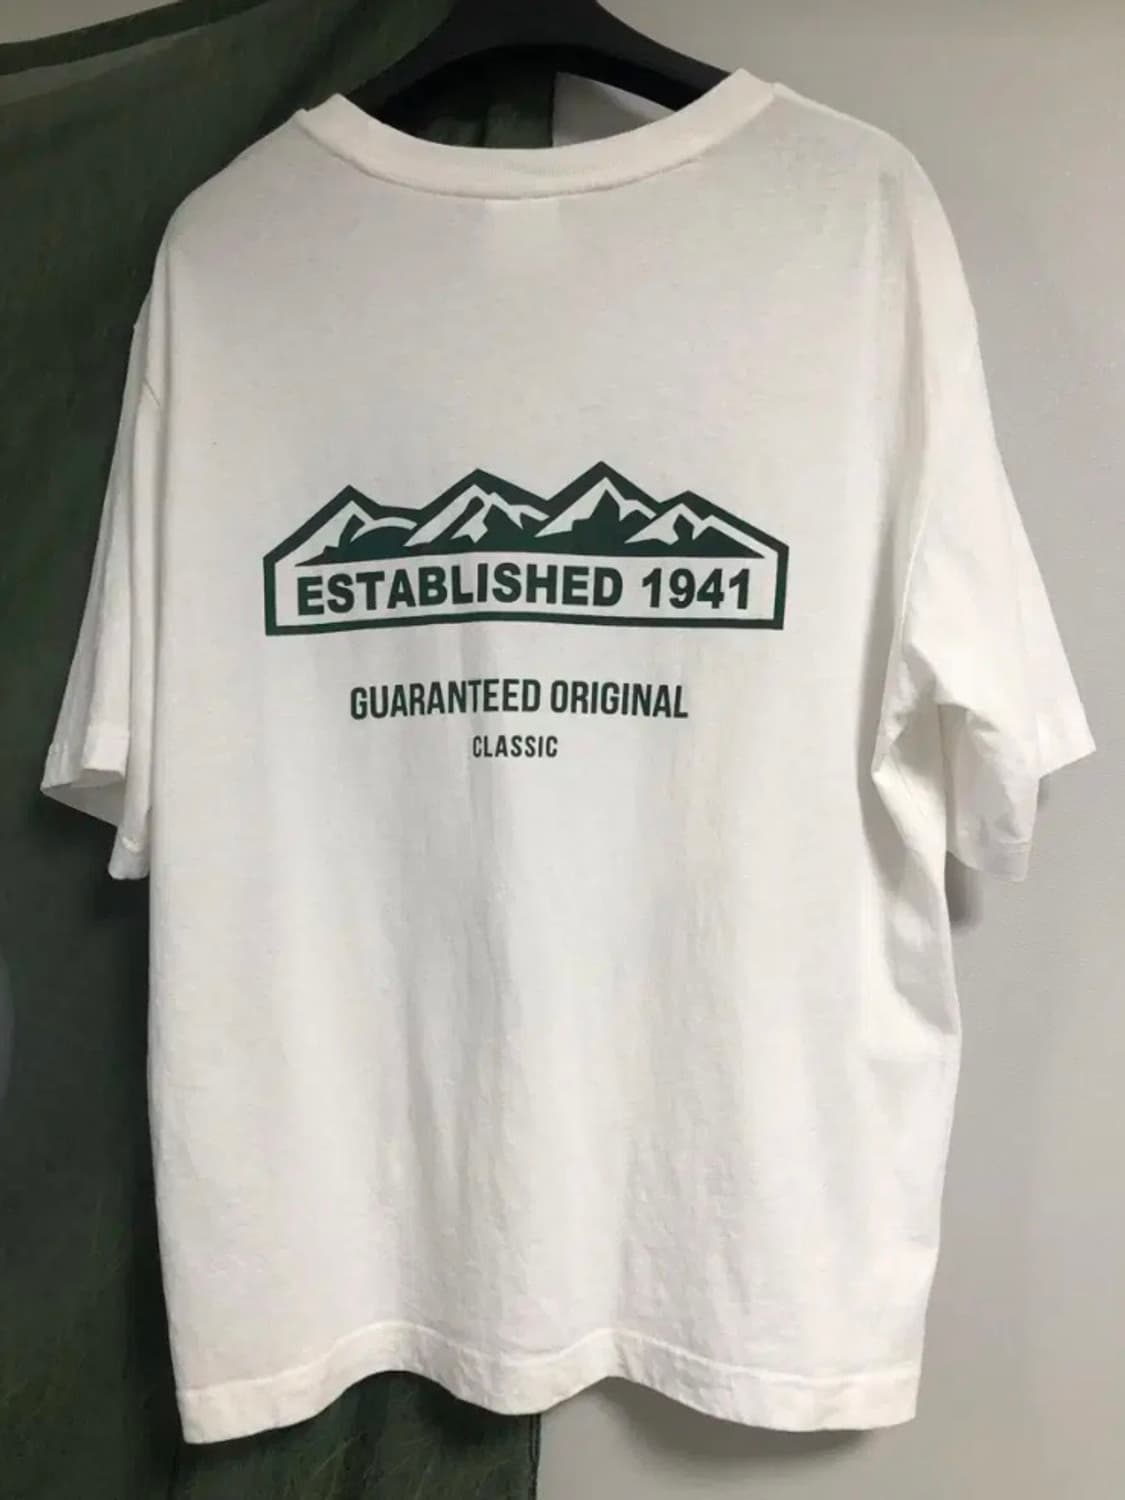 ESTABLISHED 1941
GUARANTEED ORIGINAL
CLASSIC